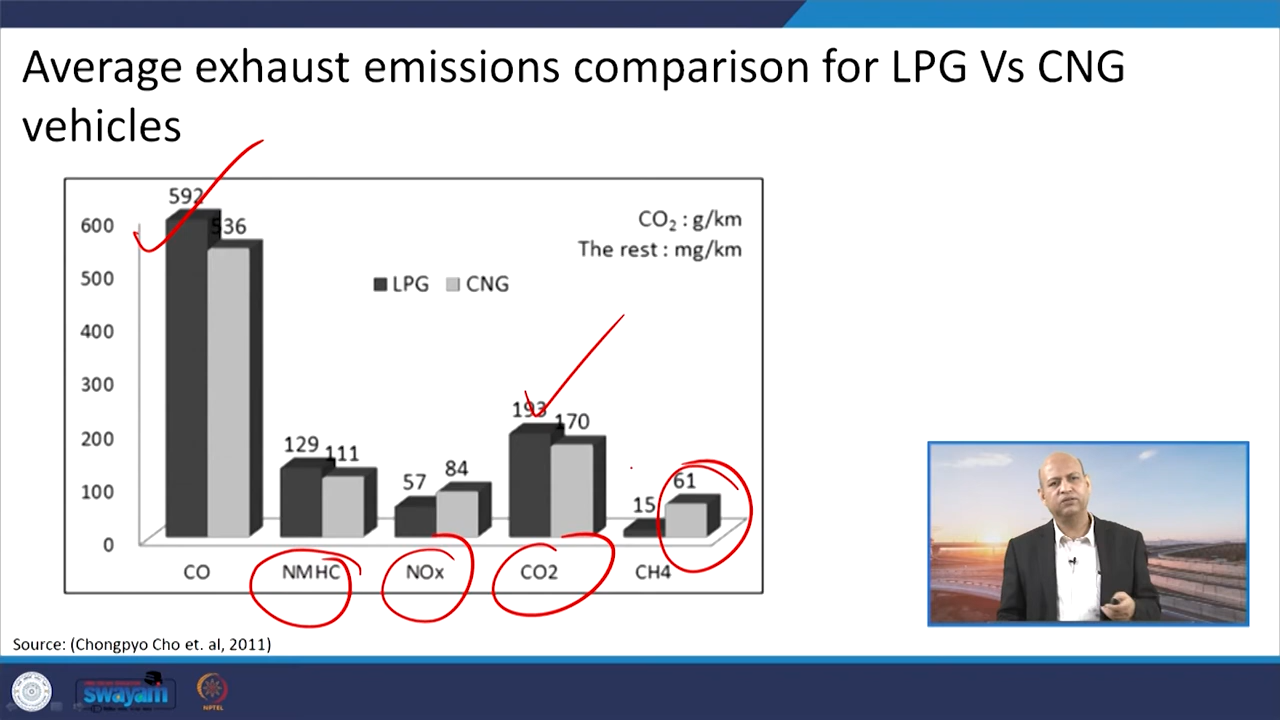 Average exhaust emissions comparison for LPG Vs CNG
vehicles
592
536
600
500
400
300
200
100
0
CO₂ : g/km
The rest : mg/km
LPG CNG
129
111
57
84
193
170
15
61
CO NMHC NOx CO2 CH4
Source: (Chongpyo Cho et. al, 2011)
swayam
NPTEL